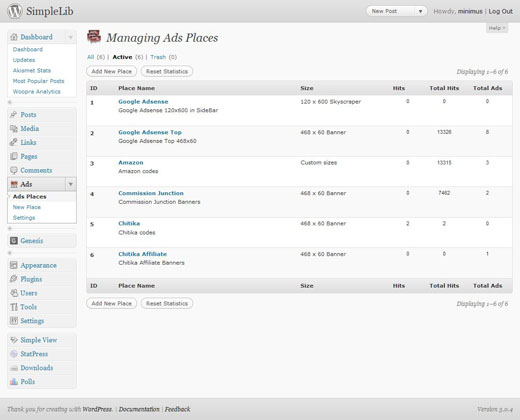 SimpleLib
New Post
Howdy, minimus | Log Out
Help
Dashboard
Dashboard
Updates
Akismet Stats
Most Popular Posts
Woopra Analytics
Posts
Media
Links
Pages
Comments
Ads
Ads Places
New Place
Settings
Genesis
Appearance
Plugins
Users
Tools
Settings
Simple View
StatPress
Downloads
Polls
Managing Ads Places
All (6) | Active (6) | Trash (0)
Add New Place Reset Statistics Displaying 1–6 of 6
ID Place Name Size Hits Total Hits Total Ads
1 Google Adsense 120 x 600 Skyscraper 0 0 0
Google Adsense 120x600 in SideBar
2 Google Adsense Top 468 x 60 Banner 0 13326 8
Google Adsense Top 468x60
3 Amazon Custom sizes 0 13315 3
Amazon codes
4 Commission Junction 468 x 60 Banner 0 7462 2
Commission Junction Banners
5 Chitika 468 x 60 Banner 2 2 0
Chitika codes
6 Chitika Affiliate 468 x 60 Banner 0 0 1
Chitika Affiliate Banners
ID Place Name Size Hits Total Hits Total Ads
Add New Place Reset Statistics Displaying 1–6 of 6
Thank you for creating with WordPress. | Documentation | Feedback
Version 3.0.4